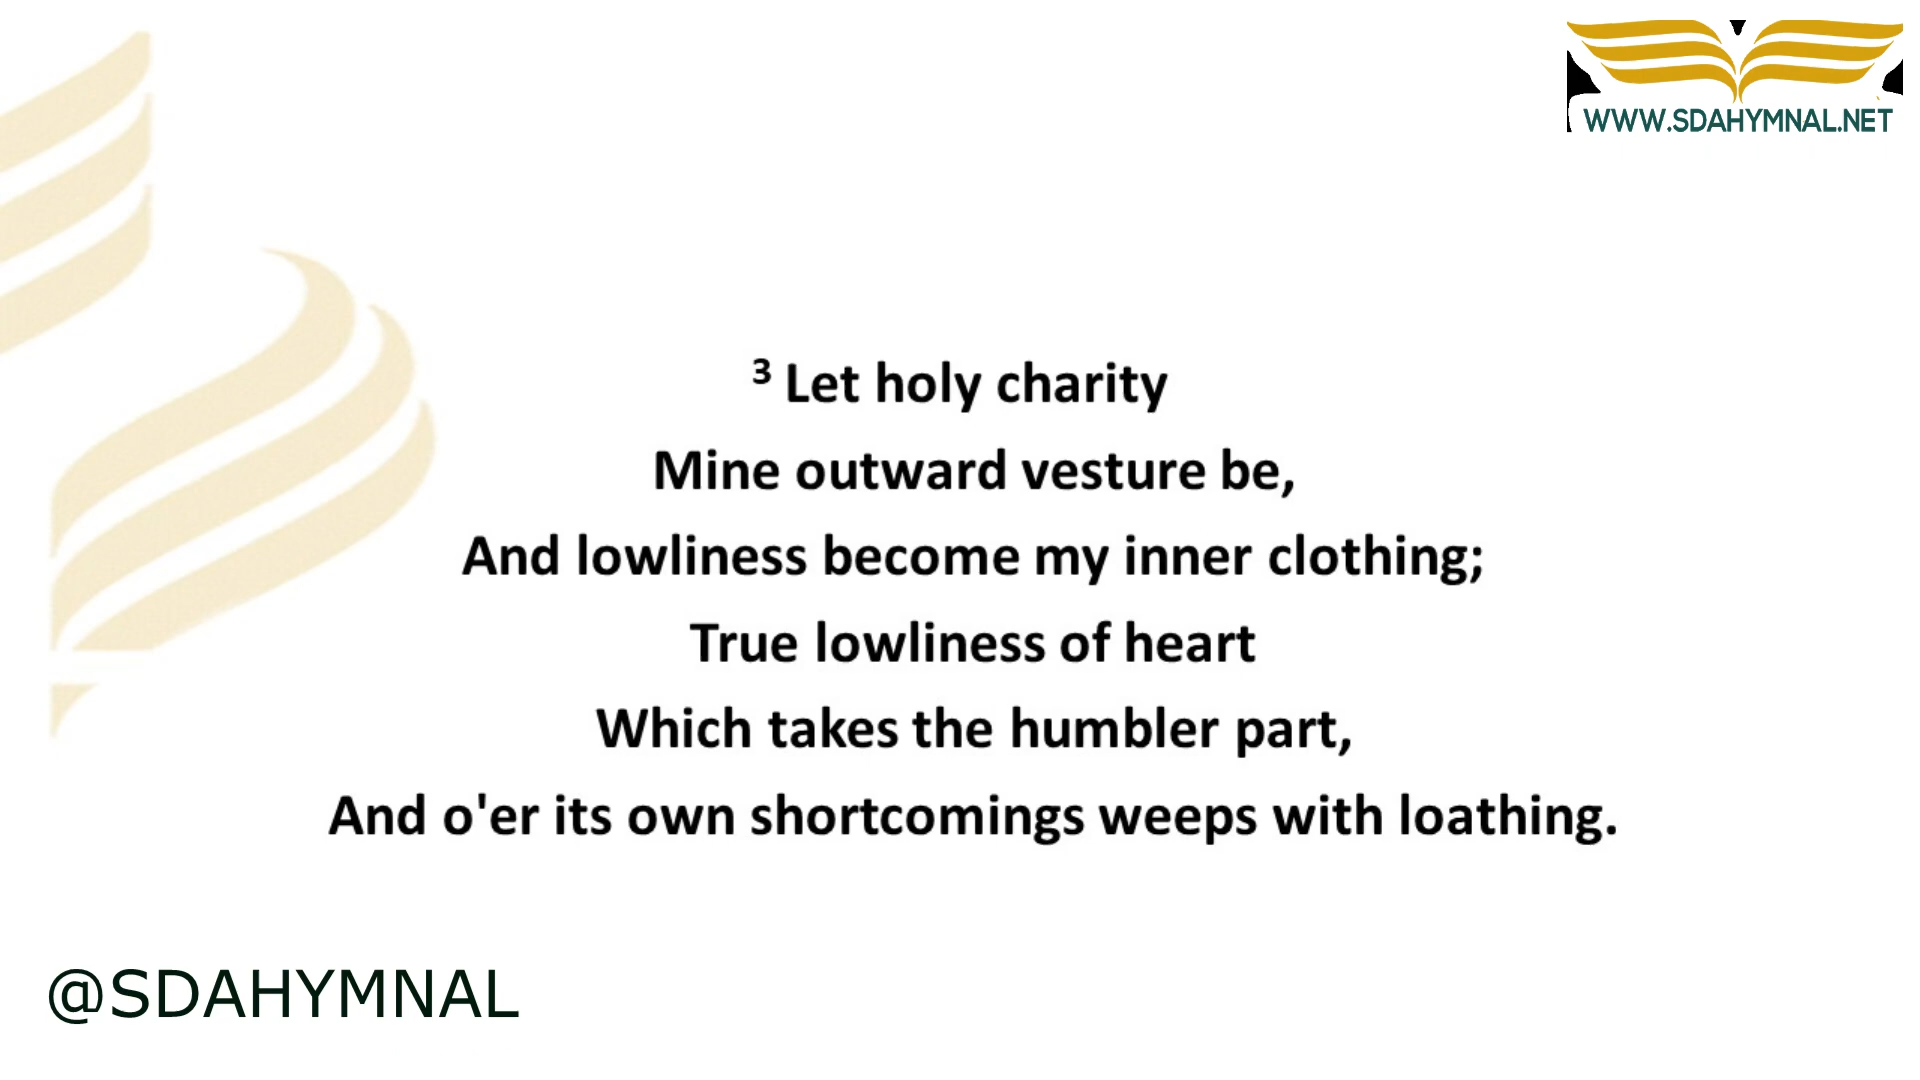 WWW.SDAHYMNAL.NET
³ Let holy charity
Mine outward vesture be,
And lowliness become my inner clothing;
True lowliness of heart
Which takes the humbler part,
And o'er its own shortcomings weeps with loathing.
@SDAHYMNAL